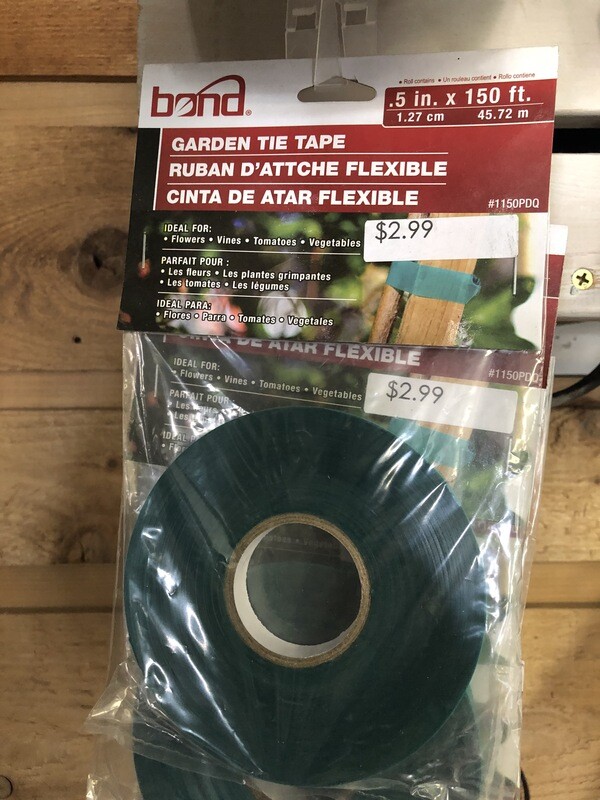 bond®
• Roll contains • Un rouleau contient • Rollo contiene
.5 in. x 150 ft.
1.27 cm 45.72 m
GARDEN TIE TAPE
RUBAN D'ATTCHE FLEXIBLE
CINTA DE ATAR FLEXIBLE
#1150PDQ
IDEAL FOR:
• Flowers • Vines • Tomatoes • Vegetables
$2.99
PARFAIT POUR :
• Les fleurs • Les plantes grimpantes
• Les tomates • Les légumes
IDEAL PARA:
• Flores • Parra • Tomates • Vegetales
DE ATAR FLEXIBLE
#1150PDQ
IDEAL FOR:
• Flowers • Vines • Tomatoes • Vegetables
$2.99
PARFAIT POUR :